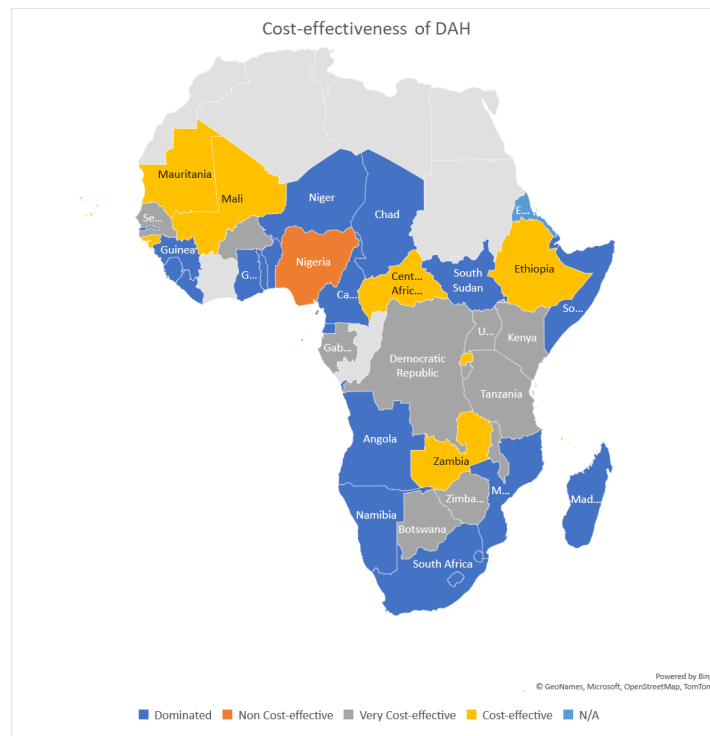 Cost-effectiveness of DAH
Mauritania
Mali
Niger
Chad
E...
Se...
Guinea
G...
Nigeria
Ca...
Cent...
Afric...
South
Sudan
Ethiopia
So...
Gab...
U...
Kenya
Democratic
Republic
Tanzania
Angola
Zambia
M...
Mad...
Namibia
Zimba...
Botswana
South Africa
Powered by Bing
© GeoNames, Microsoft, OpenStreetMap, TomTom
Dominated Non Cost-effective Very Cost-effective Cost-effective N/A